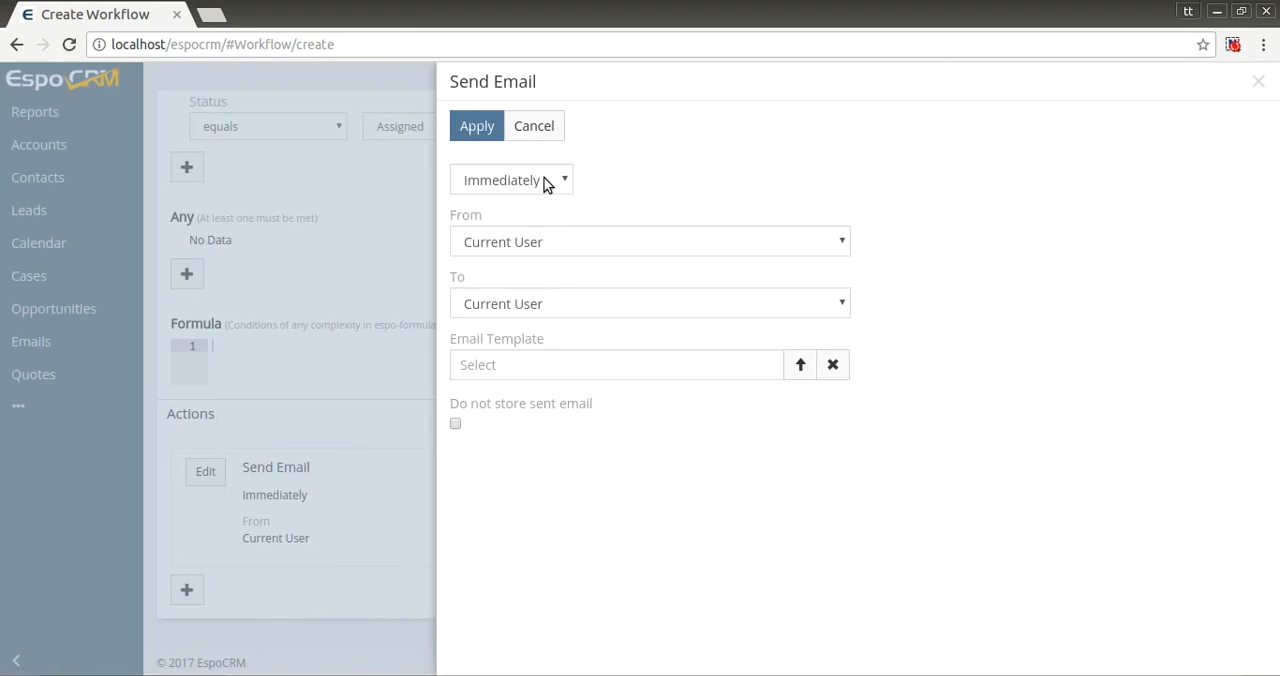 Create Workflow
tt
localhost/espocrm/#Workflow/create
EspoCRM
Reports
Accounts
Contacts
Leads
Calendar
Cases
Opportunities
Emails
Quotes
Status
equals
Assigned
Any (At least one must be met)
No Data
Formula (Conditions of any complexity in espo-formula
1
Actions
Edit
Send Email
Immediately
From
Current User
© 2017 EspoCRM
Send Email
Apply
Cancel
Immediately
From
Current User
To
Current User
Email Template
Select
Do not store sent email